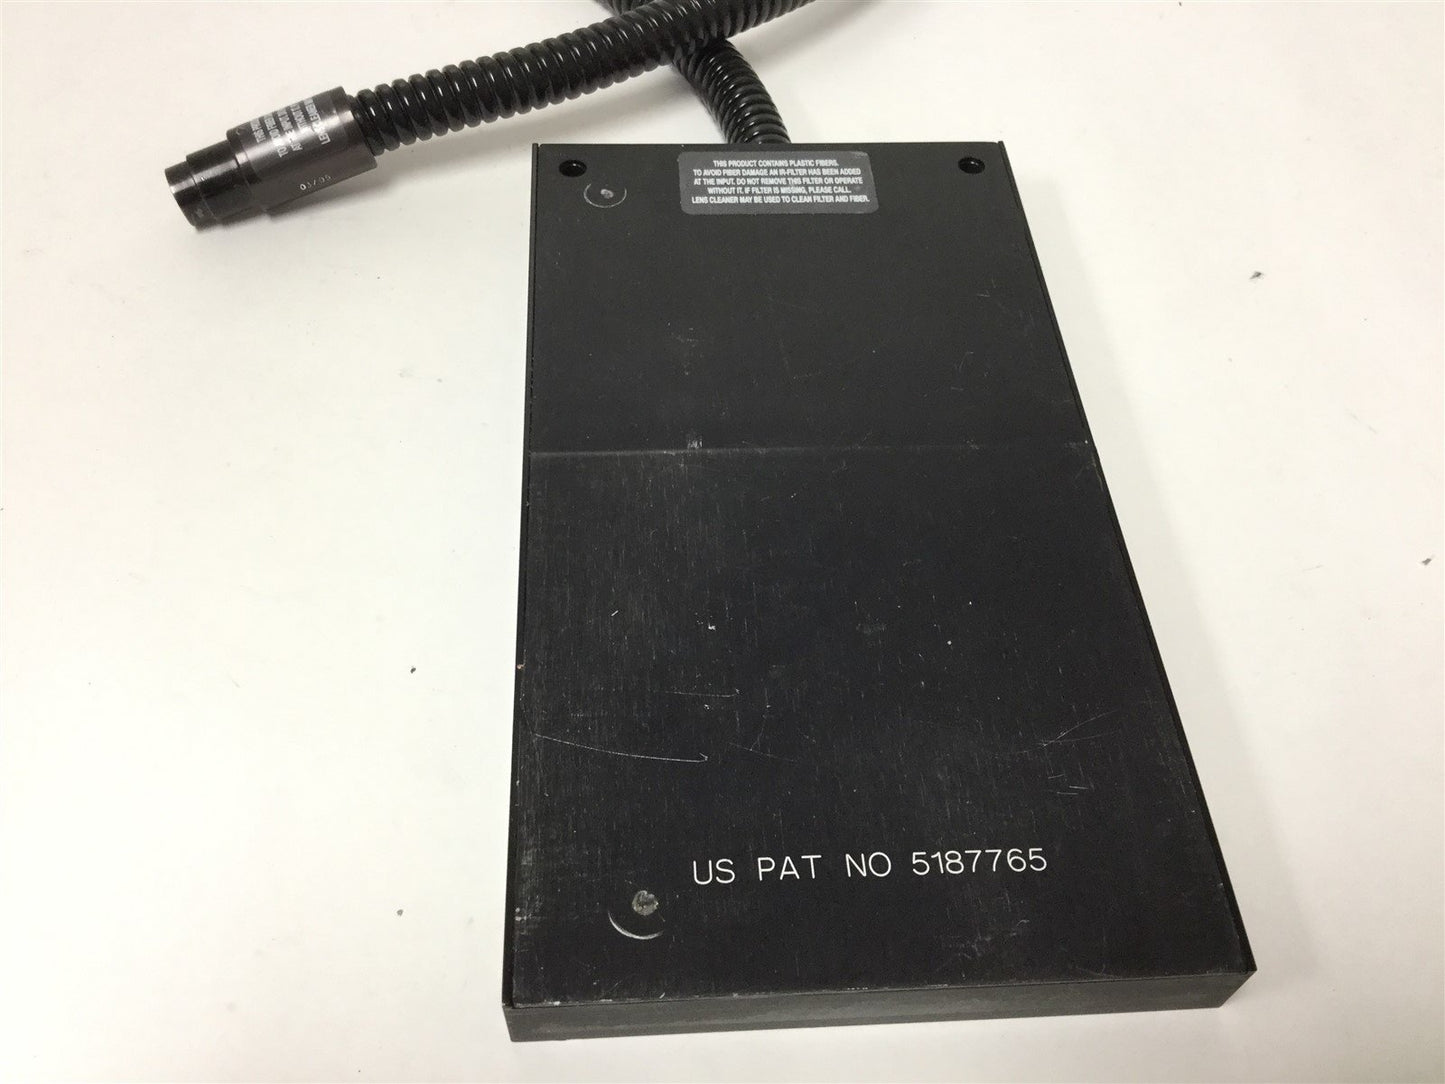 THIS PRODUCT CONTAINS PLASTIC FIBERS.
TO AVOID FIBER DAMAGE AN IR-FILTER HAS BEEN ADDED
AT THE INPUT. DO NOT REMOVE THIS FILTER OR OPERATE
WITHOUT IT. IF FILTER IS MISSING, PLEASE CALL.
LENS CLEANER MAY BE USED TO CLEAN FILTER AND FIBER.
03/95
US PAT NO 5187765